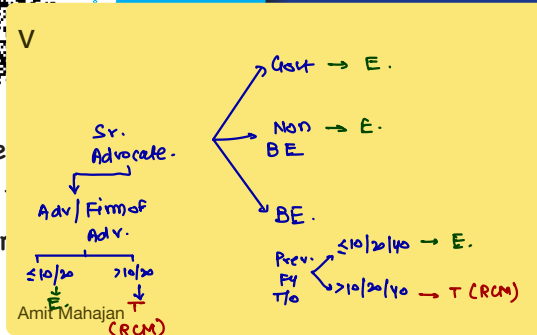 V
Govt → E.
Sr.
Advocate.
Non → E.
BE
Adv/Firm of
Adv.
BE.
Prev.
FY
T/O
≤10/20/40 → E.
>10/20/40 → T (RCM)
≤10/20
E.
>10/20
T
(RCM)
Amit Mahajan